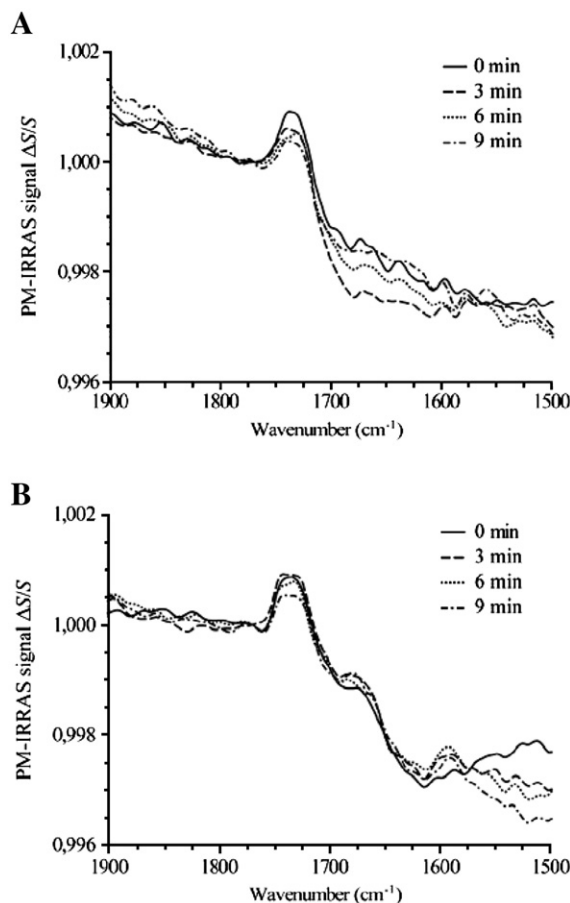 A
1,002
1,000
0,998
0,996
PM-IRRAS signal ΔS/S
0 min
3 min
6 min
9 min
1900
1800
1700
1600
1500
Wavenumber (cm-1)
B
1,002
1,000
0,998
0,996
PM-IRRAS signal ΔS/S
0 min
3 min
6 min
9 min
1900
1800
1700
1600
1500
Wavenumber (cm-1)